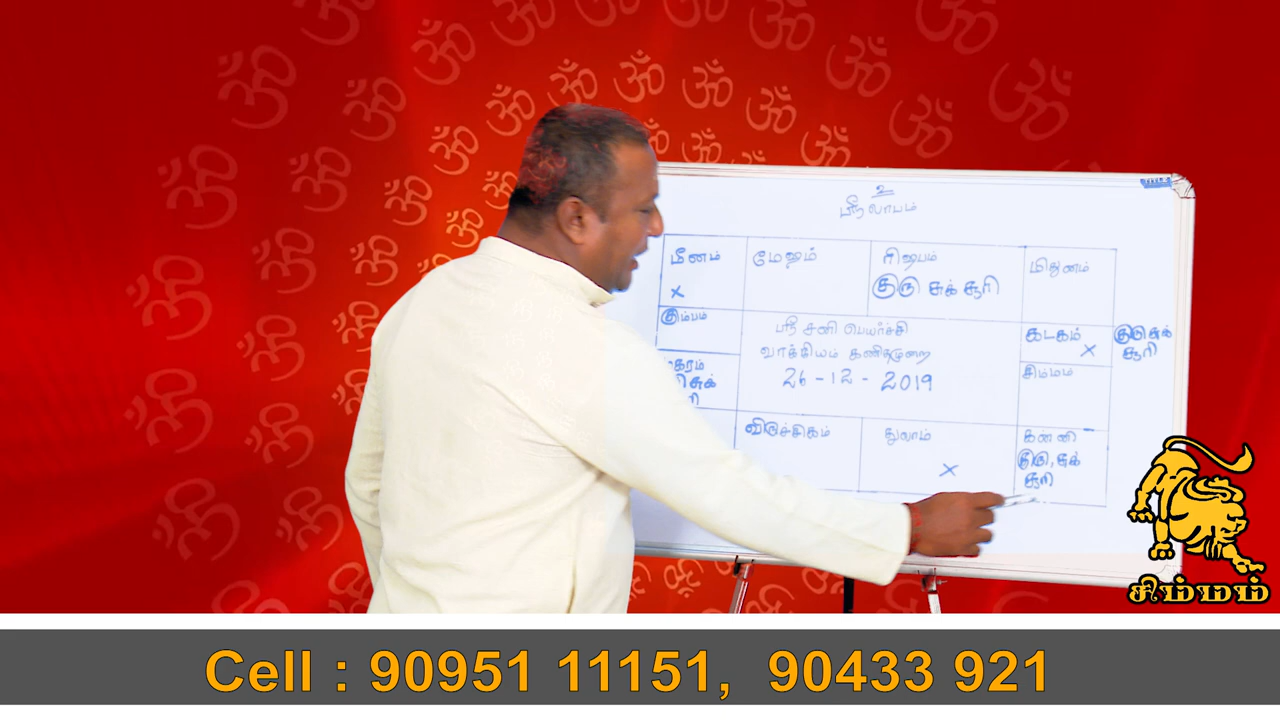 உ
ஸ்ரீ லாபம்
மீனம் மேஷம் ரிஷபம் மிதுனம்
x குரு சுக் சூரி
கும்பம் ஸ்ரீ சனி பெயர்ச்சி கடகம் x குரு சுக்
வாக்கியம் கணிதமுறை சூரி
26-12-2019 சிம்மம்
சுக்
விருச்சிகம் துலாம் கன்னி
x குரு, சுக்
சூரி
சிம்மம்
Cell : 90951 11151, 90433 921